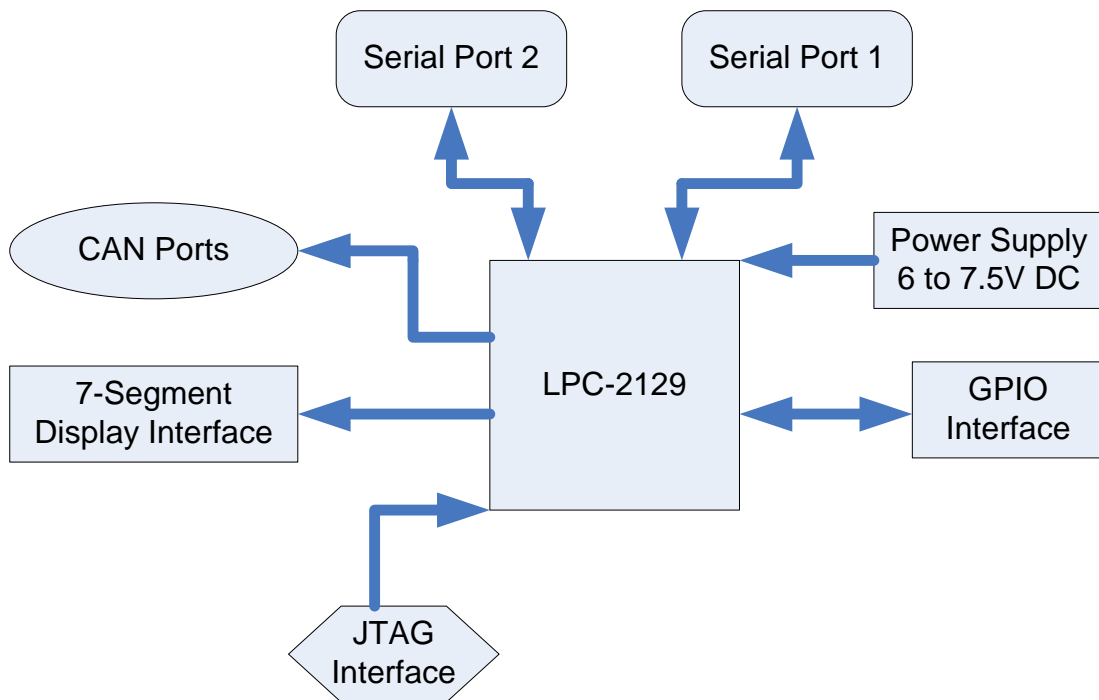 Serial Port 2
Serial Port 1
CAN Ports
Power Supply
6 to 7.5V DC
LPC-2129
7-Segment
Display Interface
GPIO
Interface
JTAG
Interface